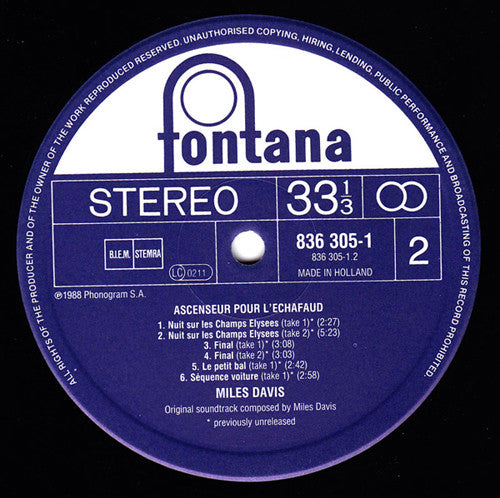 ALL RIGHTS OF THE PRODUCER AND OF THE OWNER OF THE WORK REPRODUCED RESERVED. UNAUTHORISED COPYING, HIRING, LENDING, PUBLIC PERFORMANCE AND BROADCASTING OF THIS RECORD PROHIBITED.
fontana
STEREO
33 1/3
B.I.E.M. STEMRA
LC 0211
836 305-1
836 305-1.2
MADE IN HOLLAND
2
℗1988 Phonogram S.A.
ASCENSEUR POUR L'ECHAFAUD
1. Nuit sur les Champs Elysees (take 1)* (2:27)
2. Nuit sur les Champs Elysees (take 2)* (5:23)
3. Final (take 1)* (3:08)
4. Final (take 2)* (3:03)
5. Le petit bal (take 1)* (2:42)
6. Séquence voiture (take 1)* (2:58)
MILES DAVIS
Original soundtrack composed by Miles Davis
* previously unreleased